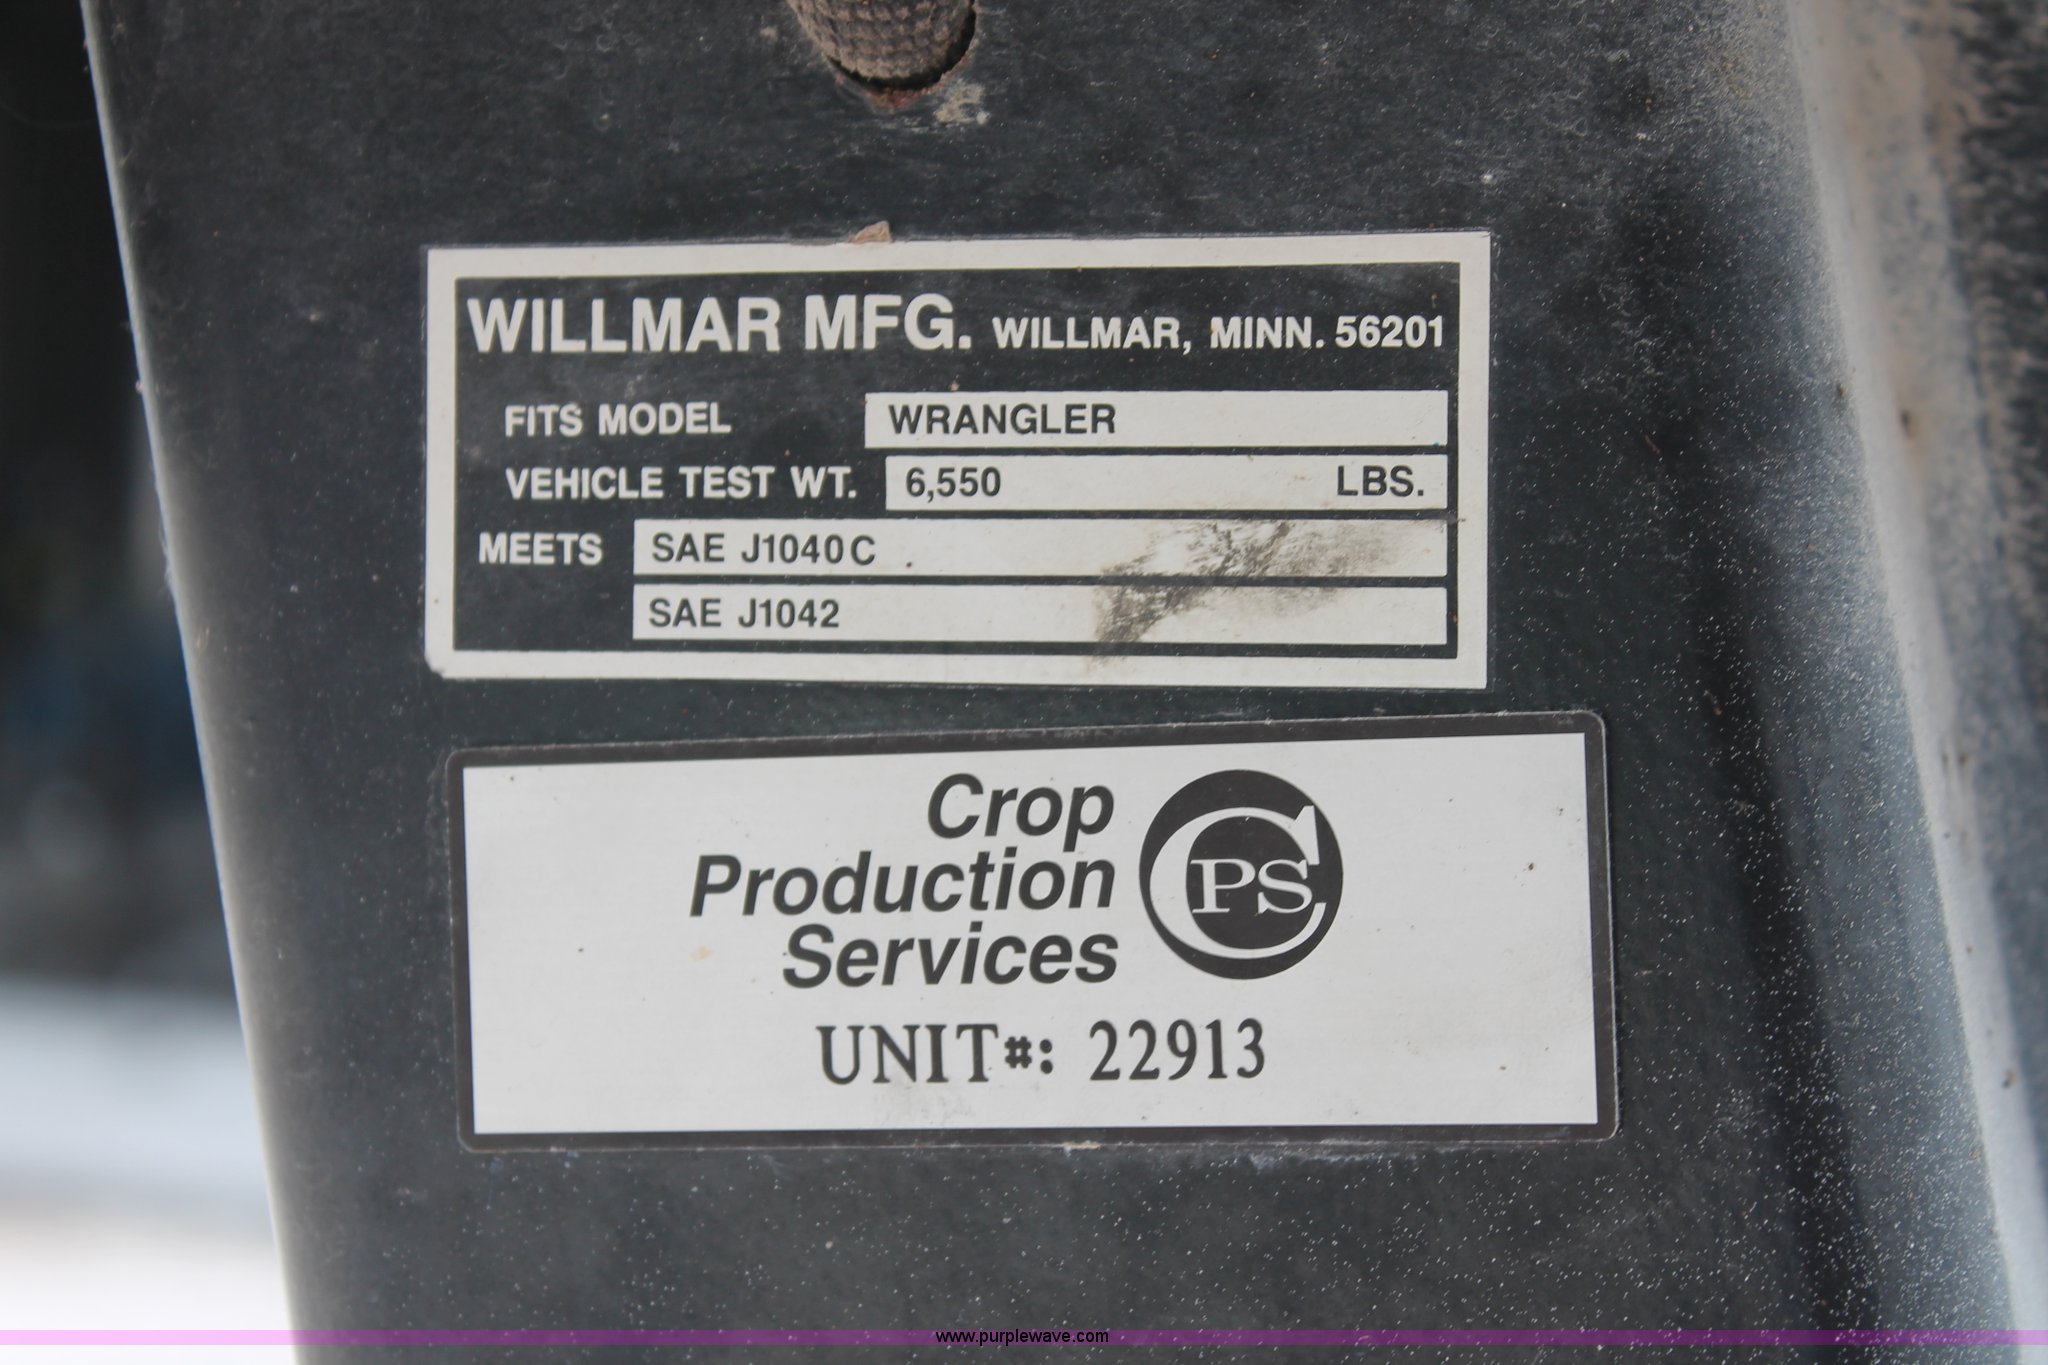 WILLMAR MFG. WILLMAR, MINN. 56201
FITS MODEL WRANGLER
VEHICLE TEST WT. 6,550 LBS.
MEETS SAE J1040C
SAE J1042
Crop
Production
Services
CPS
UNIT#: 22913
www.purplewave.com